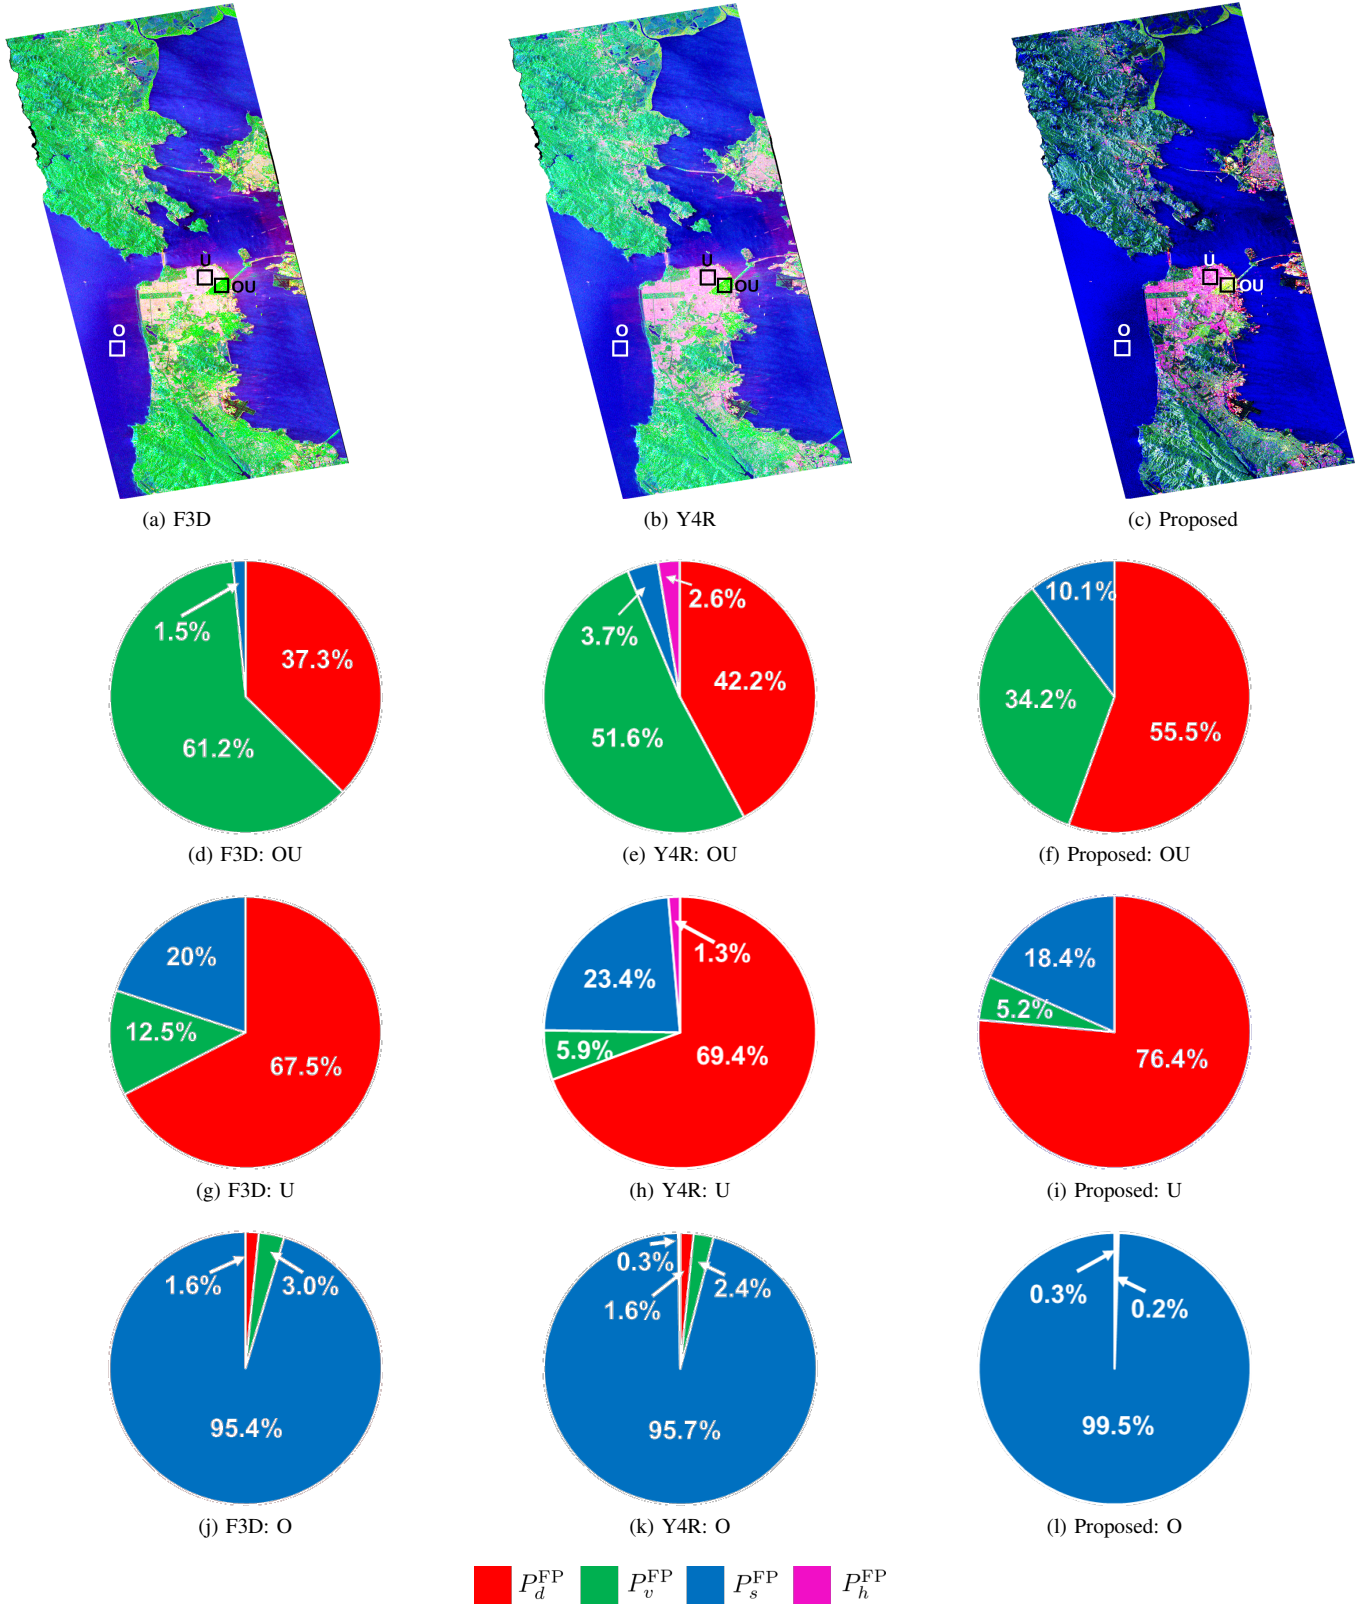 U
OU
O
U
OU
O
U
OU
O
(a) F3D
(b) Y4R
(c) Proposed
1.5%
37.3%
61.2%
2.6%
3.7%
42.2%
51.6%
10.1%
34.2%
55.5%
(d) F3D: OU
(e) Y4R: OU
(f) Proposed: OU
20%
12.5%
67.5%
1.3%
23.4%
5.9%
69.4%
18.4%
5.2%
76.4%
(g) F3D: U
(h) Y4R: U
(i) Proposed: U
1.6%
3.0%
95.4%
0.3%
1.6%
2.4%
95.7%
0.3%
0.2%
99.5%
(j) F3D: O
(k) Y4R: O
(l) Proposed: O
P_d^FP P_v^FP P_s^FP P_h^FP